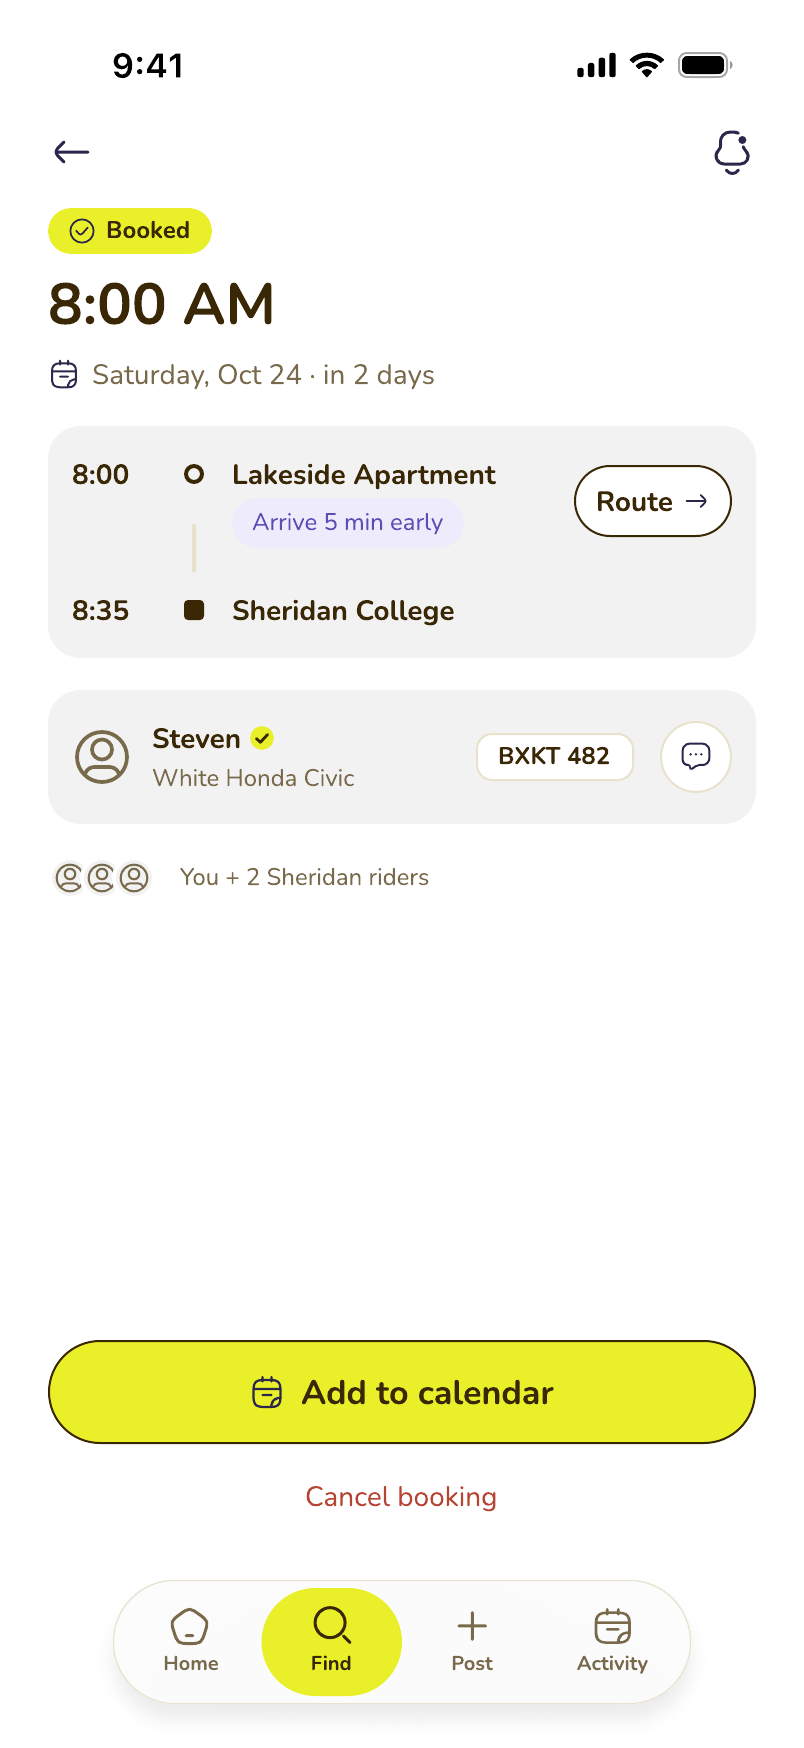 9:41
Booked
8:00 AM
Saturday, Oct 24 · in 2 days
8:00 Lakeside Apartment
Route
Arrive 5 min early
8:35 Sheridan College
Steven
White Honda Civic
BXKT 482
You + 2 Sheridan riders
Add to calendar
Cancel booking
Home Find Post Activity